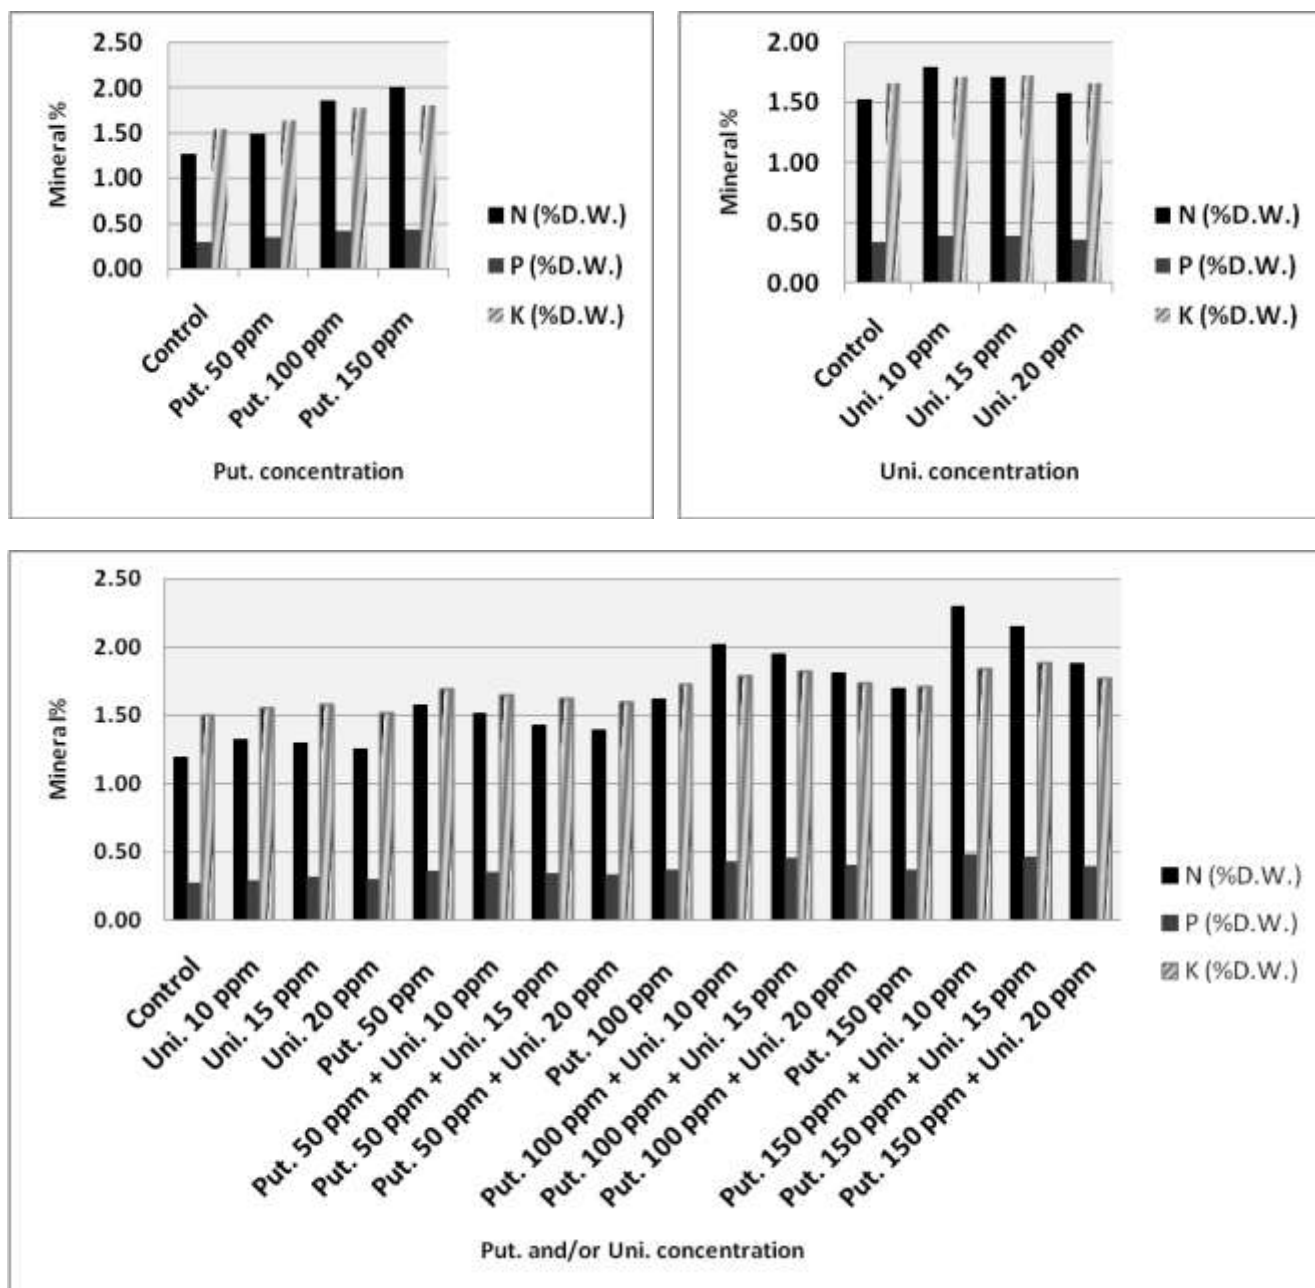 2.50
2.00
1.50
1.00
0.50
0.00
Mineral %
N (%D.W.)
P (%D.W.)
K (%D.W.)
Control
Put. 50 ppm
Put. 100 ppm
Put. 150 ppm
Put. concentration
2.00
1.50
1.00
0.50
0.00
Mineral %
N (%D.W.)
P (%D.W.)
K (%D.W.)
Control
Uni. 10 ppm
Uni. 15 ppm
Uni. 20 ppm
Uni. concentration
2.50
2.00
1.50
1.00
0.50
0.00
Mineral%
N (%D.W.)
P (%D.W.)
K (%D.W.)
Control
Uni. 10 ppm
Uni. 15 ppm
Uni. 20 ppm
Put. 50 ppm
Put. 50 ppm + Uni. 10 ppm
Put. 50 ppm + Uni. 15 ppm
Put. 50 ppm + Uni. 20 ppm
Put. 100 ppm
Put. 100 ppm + Uni. 10 ppm
Put. 100 ppm + Uni. 15 ppm
Put. 100 ppm + Uni. 20 ppm
Put. 150 ppm
Put. 150 ppm + Uni. 10 ppm
Put. 150 ppm + Uni. 15 ppm
Put. 150 ppm + Uni. 20 ppm
Put. and/or Uni. concentration